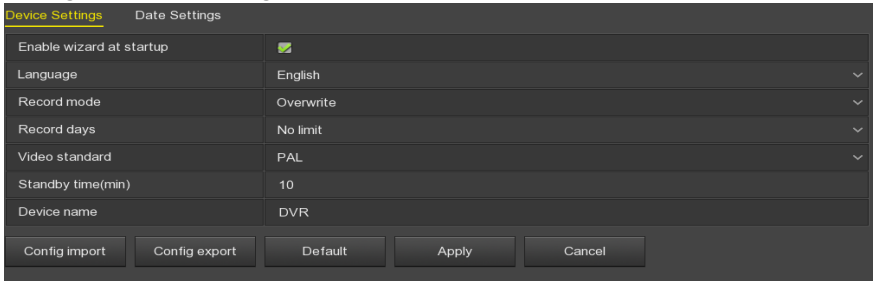 Device Settings Date Settings
Enable wizard at startup
Language English
Record mode Overwrite
Record days No limit
Video standard PAL
Standby time(min) 10
Device name DVR
Config import Config export Default Apply Cancel